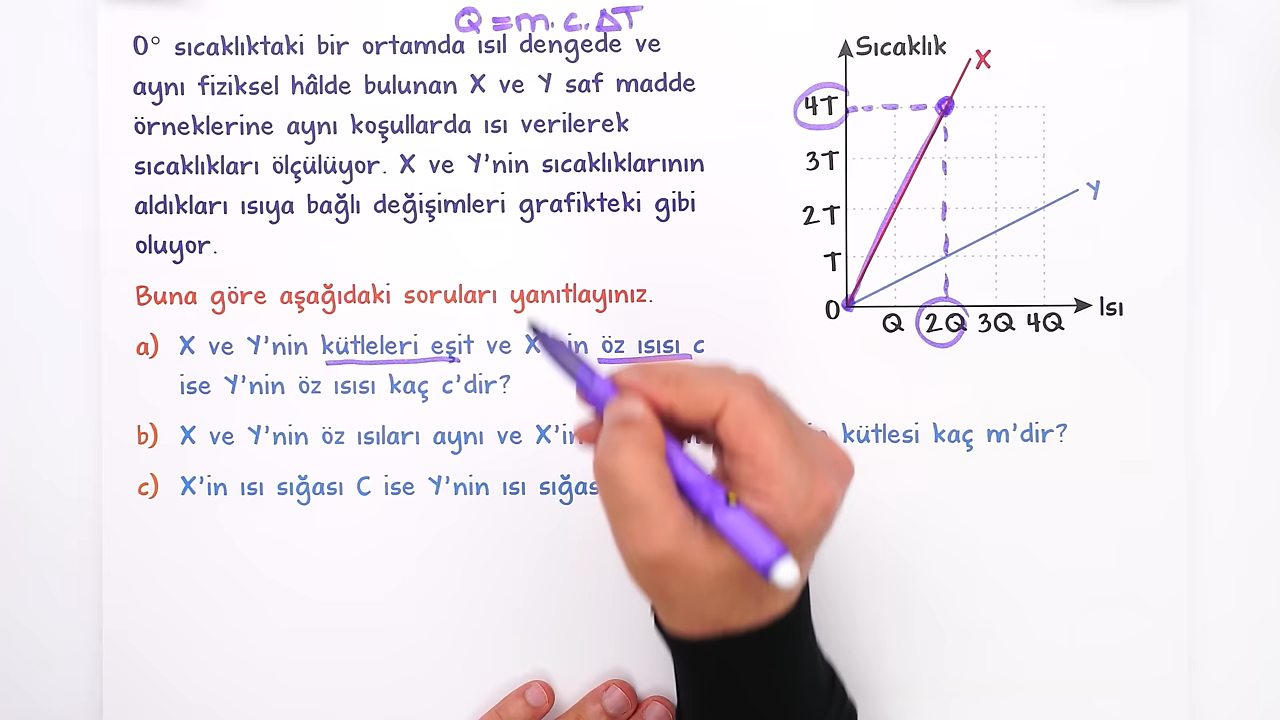 Q = m. c. ΔT
0° sıcaklıktaki bir ortamda ısıl dengede ve
aynı fiziksel hâlde bulunan X ve Y saf madde
örneklerine aynı koşullarda ısı verilerek
sıcaklıkları ölçülüyor. X ve Y'nin sıcaklıklarının
aldıkları ısıya bağlı değişimleri grafikteki gibi
oluyor.
Buna göre aşağıdaki soruları yanıtlayınız.
a) X ve Y'nin kütleleri eşit ve X'in öz ısısı c
ise Y'nin öz ısısı kaç c'dir?
b) X ve Y'nin öz ısıları aynı ve kütlesi kaç m'dir?
c) X'in ısı sığası C ise Y'nin ısı
Sıcaklık
X
4T
3T
2T
Y
T
0
Isı
Q 2Q 3Q 4Q